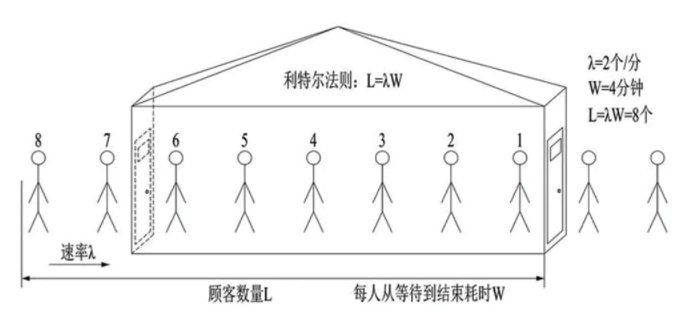 利特尔法则：L=λW
λ=2个/分
W=4分钟
L=λW=8个
8 7 6 5 4 3 2 1
速率λ
顾客数量L 每人从等待到结束耗时W